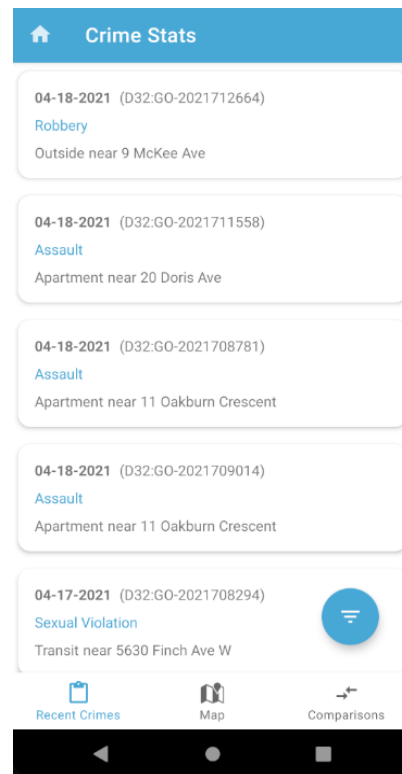 Crime Stats
04-18-2021 (D32:GO-2021712664)
Robbery
Outside near 9 McKee Ave
04-18-2021 (D32:GO-2021711558)
Assault
Apartment near 20 Doris Ave
04-18-2021 (D32:GO-2021708781)
Assault
Apartment near 11 Oakburn Crescent
04-18-2021 (D32:GO-2021709014)
Assault
Apartment near 11 Oakburn Crescent
04-17-2021 (D32:GO-2021708294)
Sexual Violation
Transit near 5630 Finch Ave W
Recent Crimes Map Comparisons